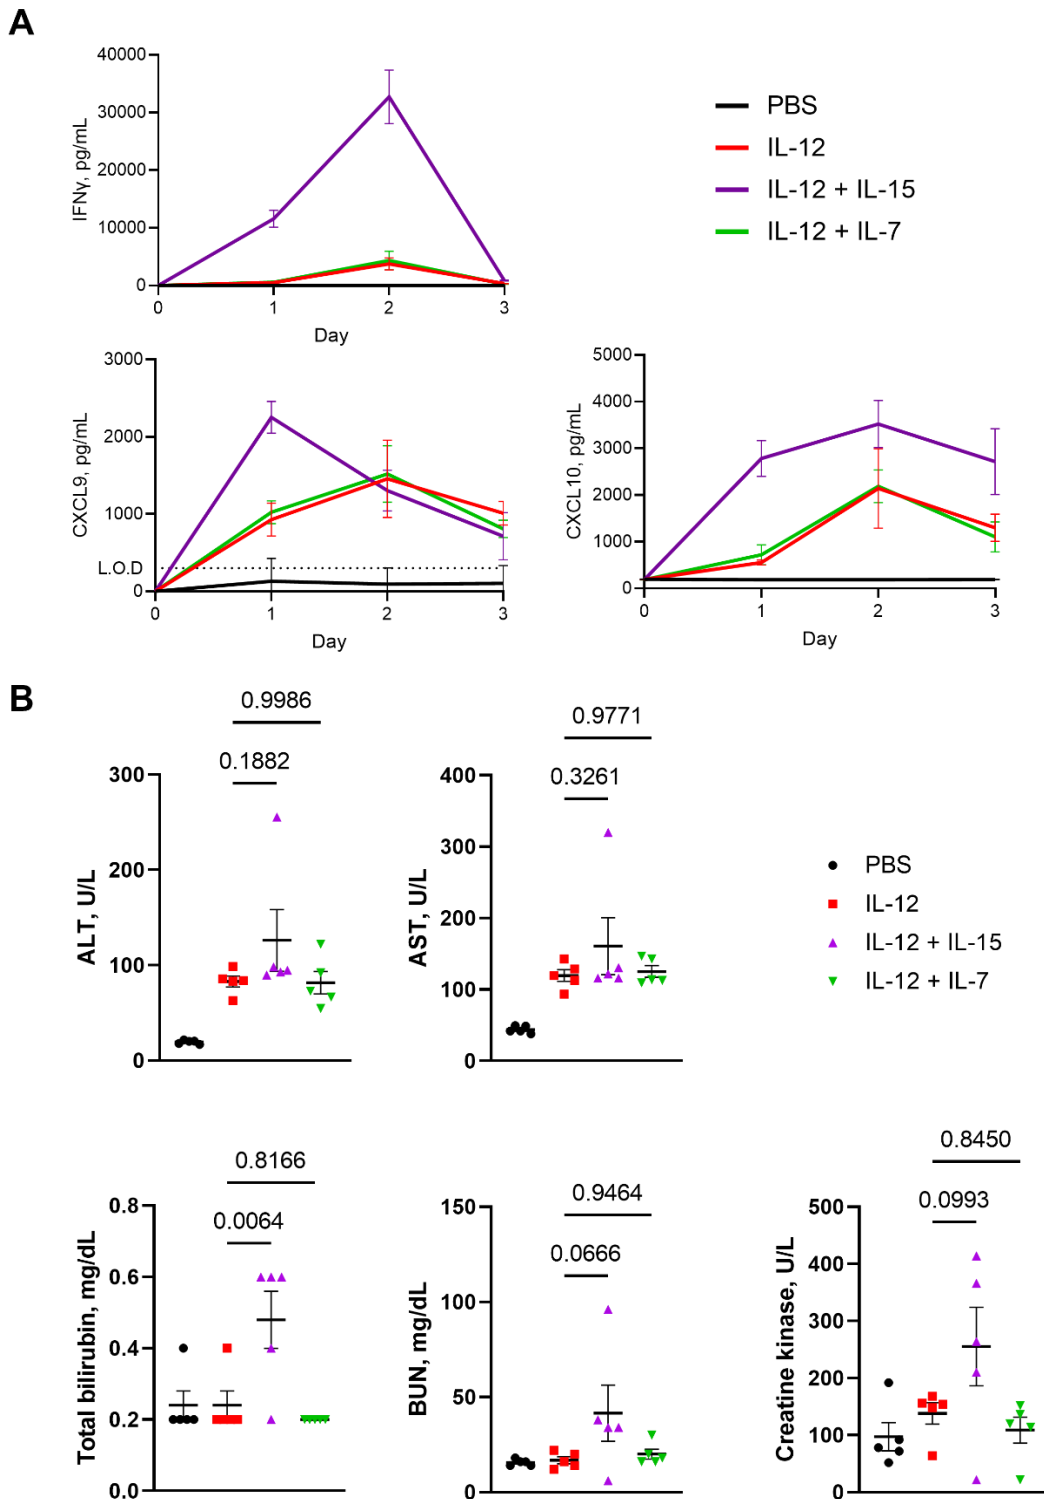 A
40000
30000
20000
10000
0
IFNγ, pg/mL
0 1 2 3
Day
PBS
IL-12
IL-12 + IL-15
IL-12 + IL-7
3000
2000
1000
L.O.D
0
CXCL9, pg/mL
0 1 2 3
Day
5000
4000
3000
2000
1000
0
CXCL10, pg/mL
0 1 2 3
Day
B
0.9986
0.1882
300
200
100
0
ALT, U/L
0.9771
0.3261
400
300
200
100
0
AST, U/L
PBS
IL-12
IL-12 + IL-15
IL-12 + IL-7
0.8166
0.0064
0.8
0.6
0.4
0.2
0.0
Total bilirubin, mg/dL
0.9464
0.0666
150
100
50
0
BUN, mg/dL
0.8450
0.0993
500
400
300
200
100
0
Creatine kinase, U/L